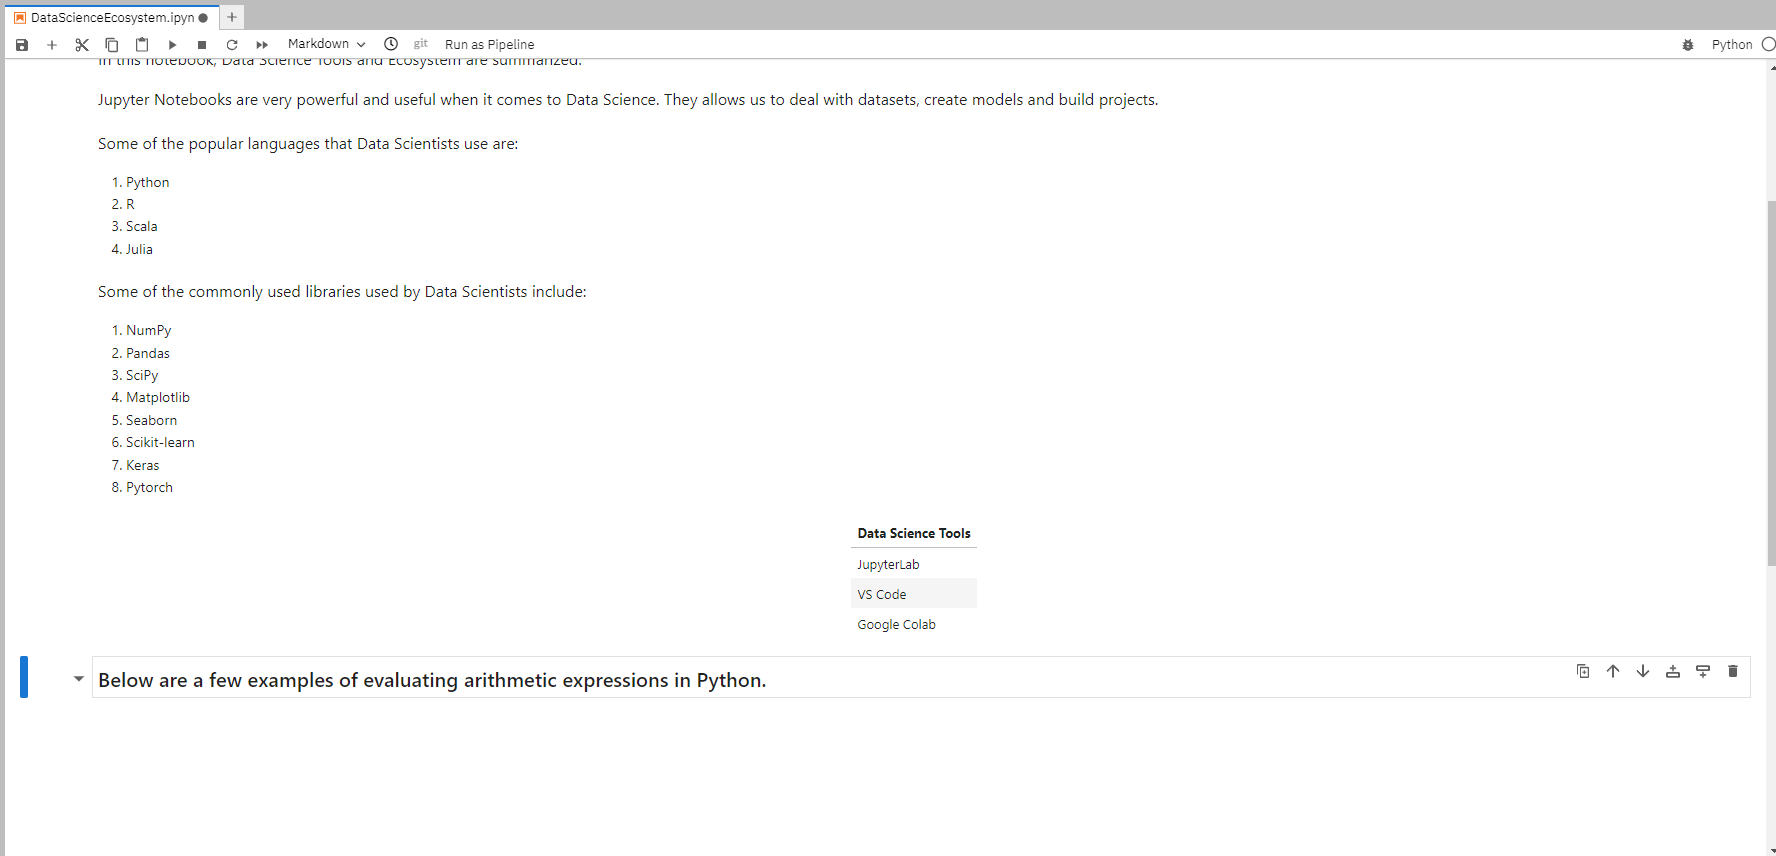 DataScienceEcosystem.ipyn
Markdown git Run as Pipeline Python
In this notebook, Data Science Tools and Ecosystem are summarized.
Jupyter Notebooks are very powerful and useful when it comes to Data Science. They allows us to deal with datasets, create models and build projects.
Some of the popular languages that Data Scientists use are:
1. Python
2. R
3. Scala
4. Julia
Some of the commonly used libraries used by Data Scientists include:
1. NumPy
2. Pandas
3. SciPy
4. Matplotlib
5. Seaborn
6. Scikit-learn
7. Keras
8. Pytorch
Data Science Tools
JupyterLab
VS Code
Google Colab
Below are a few examples of evaluating arithmetic expressions in Python.